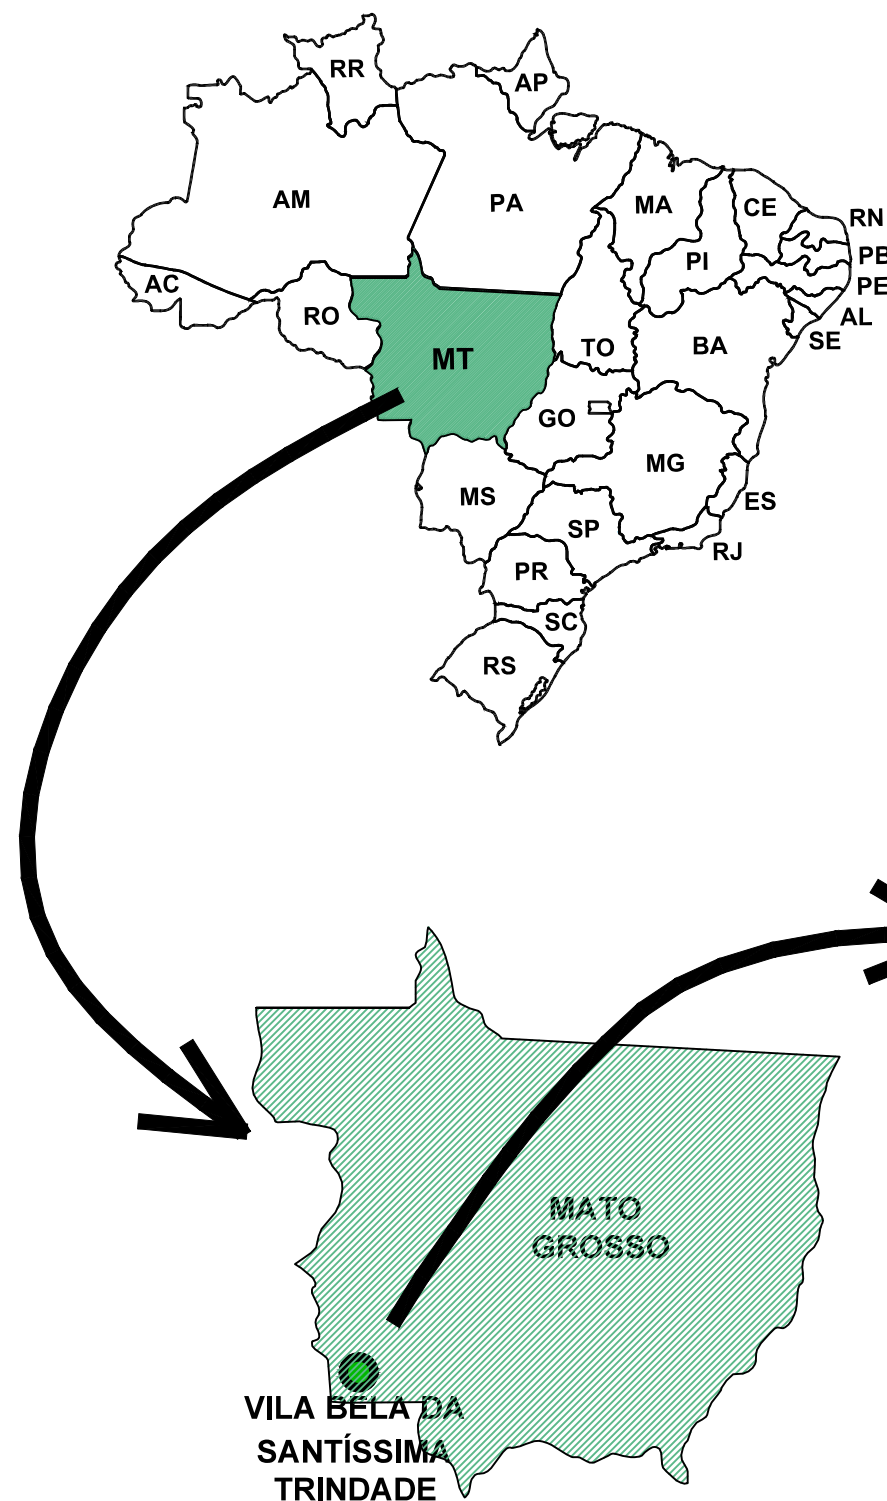 RR
AP
AM
PA
MA
CE
RN
PB
PI
PE
AC
RO
AL
SE
TO
BA
MT
GO
MG
MS
ES
SP
RJ
PR
SC
RS
MATO
GROSSO
VILA BELA DA
SANTÍSSIMA
TRINDADE